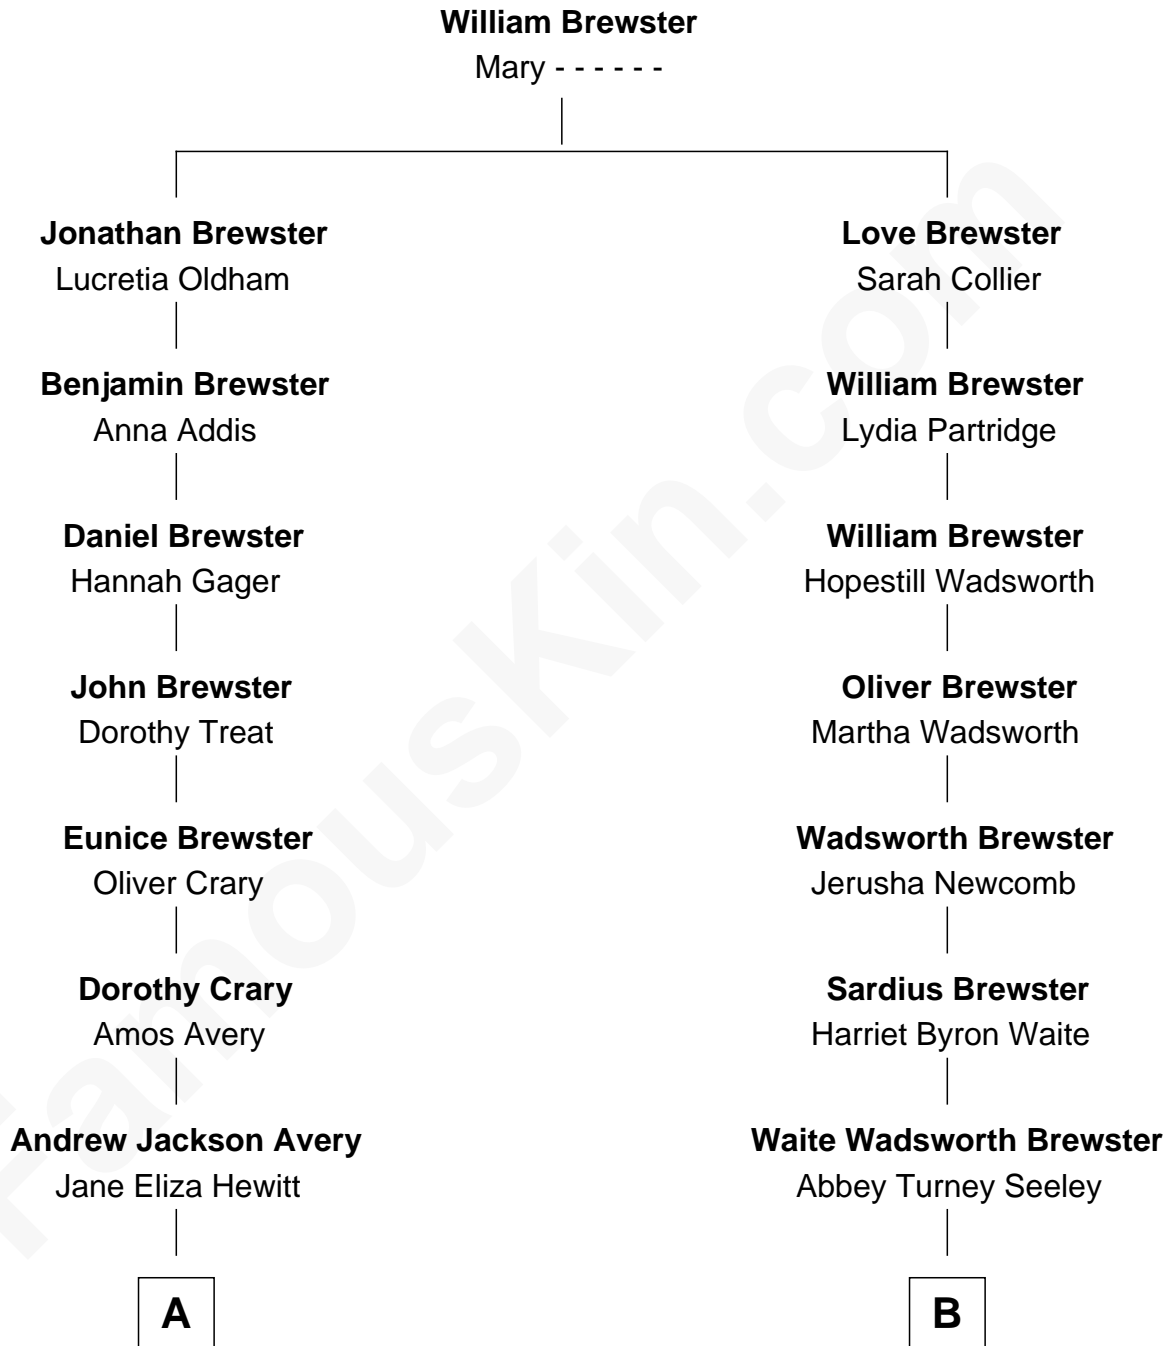 William Brewster
Mary - - - - - -
Jonathan Brewster
Lucretia Oldham
Love Brewster
Sarah Collier
Benjamin Brewster
Anna Addis
William Brewster
Lydia Partridge
Daniel Brewster
Hannah Gager
William Brewster
Hopestill Wadsworth
John Brewster
Dorothy Treat
Oliver Brewster
Martha Wadsworth
Eunice Brewster
Oliver Crary
Wadsworth Brewster
Jerusha Newcomb
Dorothy Crary
Amos Avery
Sardius Brewster
Harriet Byron Waite
Andrew Jackson Avery
Jane Eliza Hewitt
Waite Wadsworth Brewster
Abbey Turney Seeley
A
B
FamousKin.com